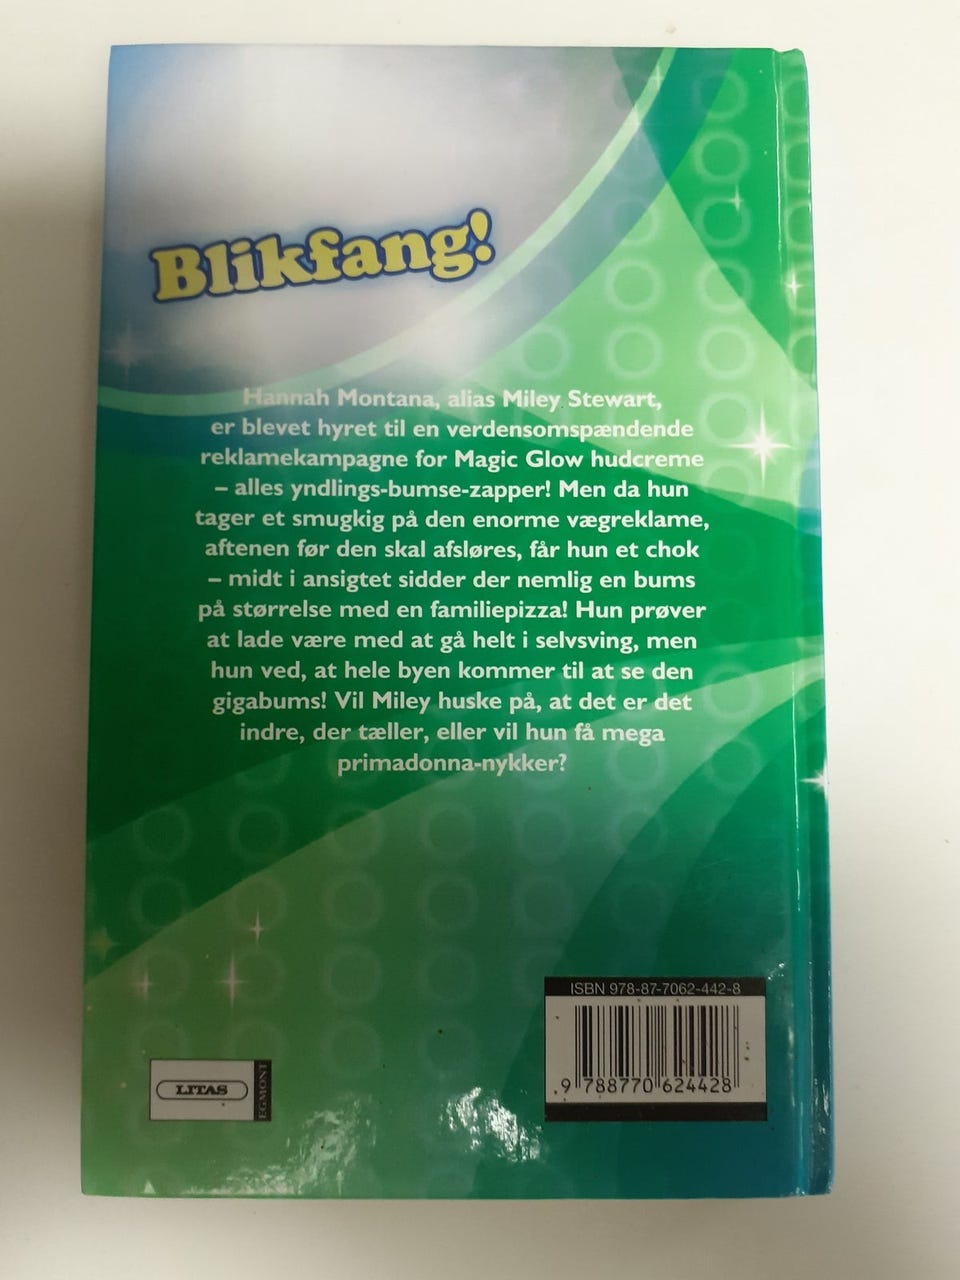 Blikfang!
Hannah Montana, alias Miley Stewart,
er blevet hyret til en verdensomspændende
reklamekampagne for Magic Glow hudcreme
– alles yndlings-bumse-zapper! Men da hun
tager et smugkig på den enorme vægreklame,
aftenen før den skal afsløres, får hun et chok
– midt i ansigtet sidder der nemlig en bums
på størrelse med en familiepizza! Hun prøver
at lade være med at gå helt i selvsving, men
hun ved, at hele byen kommer til at se den
gigabums! Vil Miley huske på, at det er det
indre, der tæller, eller vil hun få mega
primadonna-nykker?
ISBN 978-87-7062-442-8
9 788770 624428
LITAS
EGMONT